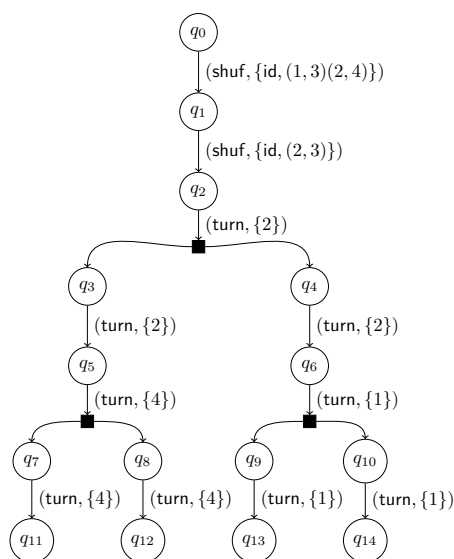 q₀
(shuf, {id, (1, 3)(2, 4)})
q₁
(shuf, {id, (2, 3)})
q₂
(turn, {2})
q₃ q₄
(turn, {2}) (turn, {2})
q₅ q₆
(turn, {4}) (turn, {1})
q₇ q₈ q₉ q₁₀
(turn, {4}) (turn, {4}) (turn, {1}) (turn, {1})
q₁₁ q₁₂ q₁₃ q₁₄